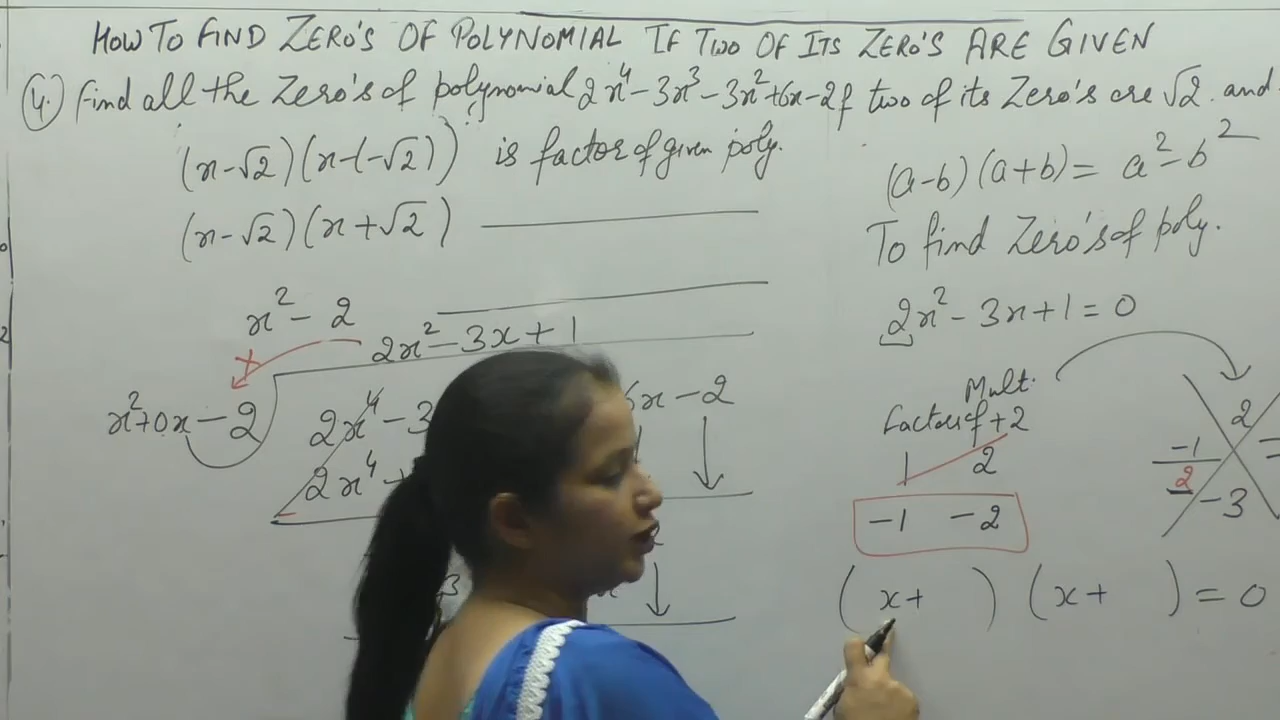 HOW TO FIND ZERO'S OF POLYNOMIAL IF TWO OF ITS ZERO'S ARE GIVEN
4.) Find all the Zero's of polynomial 2x⁴-3x³-3x²+6x-2 if two of its Zero's are √2 and
(x-√2)(x-(-√2)) is factor of given poly.
(x-√2)(x+√2)
x²-2
2x²-3x+1
x²+0x-2
2x⁴-3
6x-2
2x⁴+
(a-b)(a+b)= a²-b²
To find Zero's of poly.
2x²-3x+1=0
Mult.
Factors of +2
1 2
-1 -2
2
-1
2
-3
(x+ ) (x+ )=0